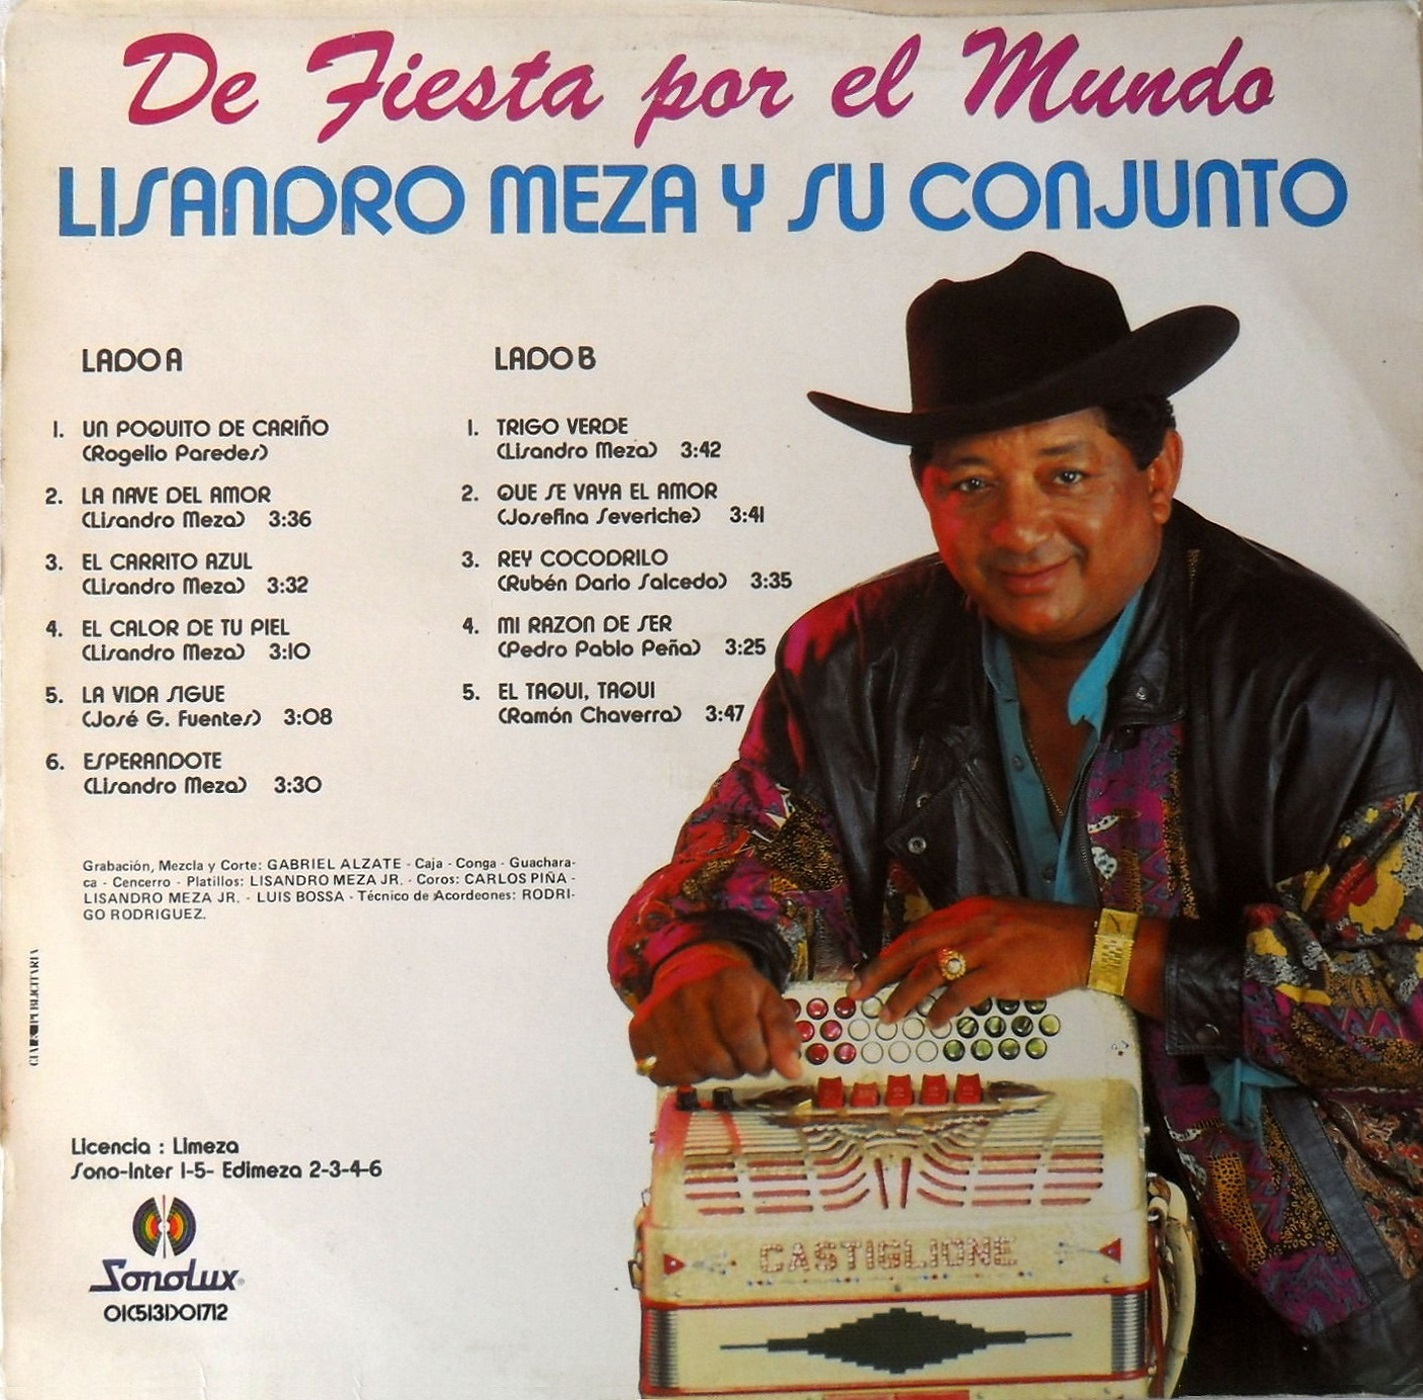 De Fiesta por el Mundo
LISANDRO MEZA Y SU CONJUNTO
LADO A
1. UN POQUITO DE CARIÑO
(Rogelio Paredes)
2. LA NAVE DEL AMOR
(Lisandro Meza) 3:36
3. EL CARRITO AZUL
(Lisandro Meza) 3:32
4. EL CALOR DE TU PIEL
(Lisandro Meza) 3:10
5. LA VIDA SIGUE
(José G. Fuentes) 3:08
6. ESPERANDOTE
(Lisandro Meza) 3:30
LADO B
1. TRIGO VERDE
(Lisandro Meza) 3:42
2. QUE SE VAYA EL AMOR
(Josefina Severiche) 3:41
3. REY COCODRILO
(Rubén Dario Salcedo) 3:35
4. MI RAZON DE SER
(Pedro Pablo Peña) 3:25
5. EL TAQUI, TAQUI
(Ramón Chaverra) 3:47
Grabación, Mezcla y Corte: GABRIEL ALZATE - Caja - Conga - Guachara-
ca - Cencerro - Platillos: LISANDRO MEZA JR. - Coros: CARLOS PIÑA -
LISANDRO MEZA JR. - LUIS BOSSA - Técnico de Acordeones: RODRI-
GO RODRIGUEZ.
PUBLICITARIA
Licencia : Limeza
Sono-Inter 1-5- Edimeza 2-3-4-6
Sonolux
01(5131)01712
CASTIGLIONE